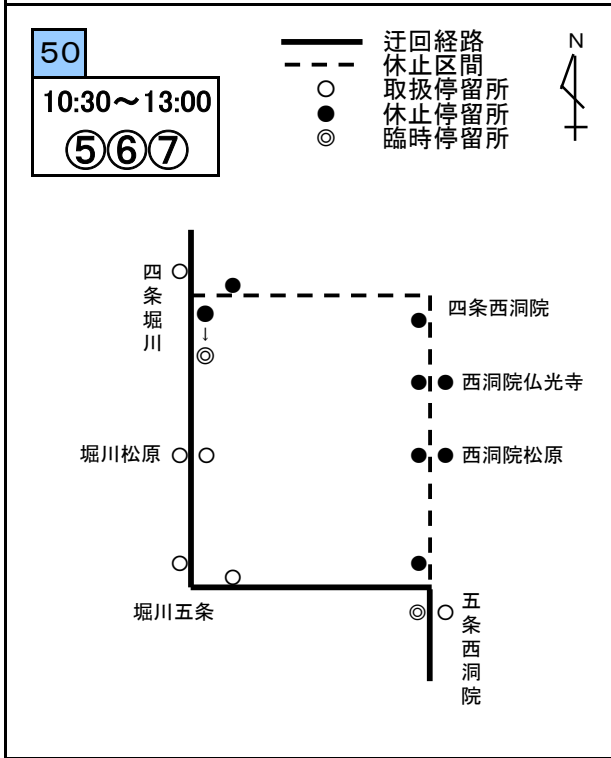 50
10:30～13:00
⑤⑥⑦
迂回経路
休止区間
取扱停留所
休止停留所
臨時停留所
N
四条堀川
四条西洞院
↓
西洞院仏光寺
堀川松原
西洞院松原
堀川五条
五条西洞院